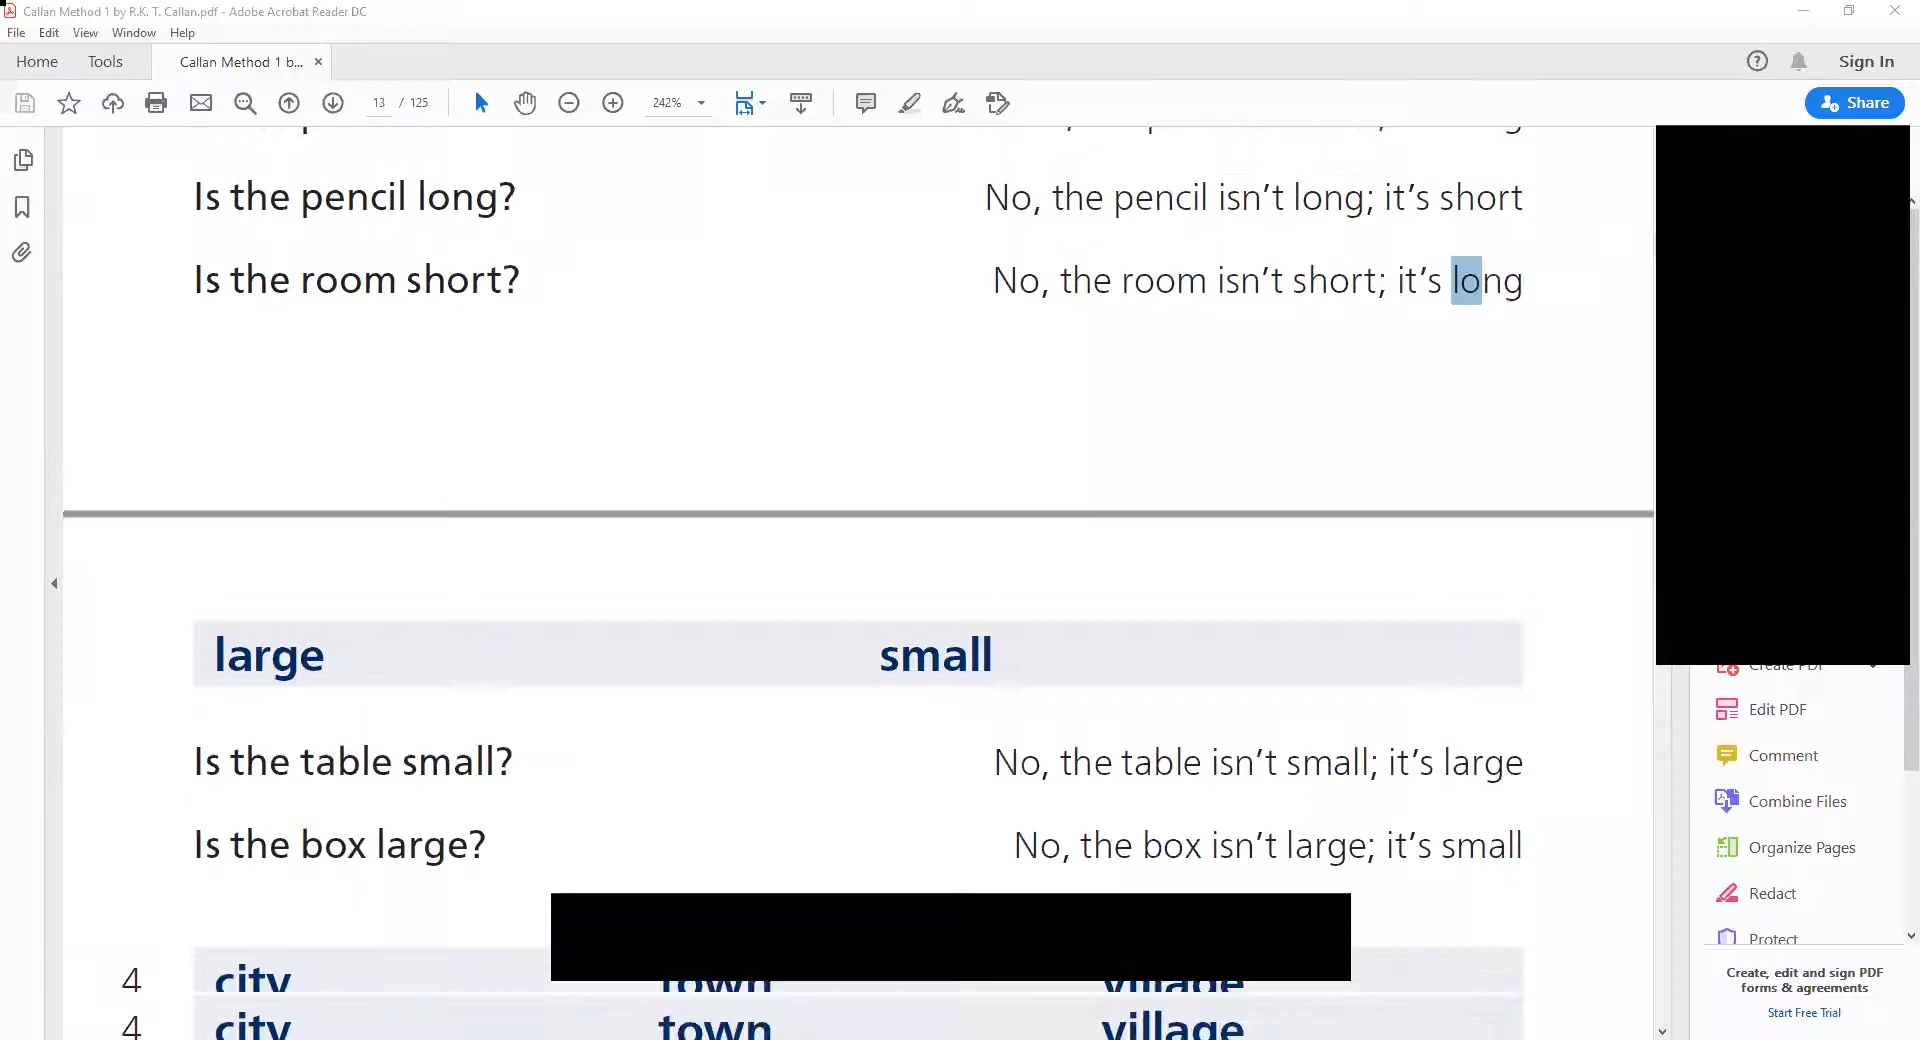 Callan Method 1 by R.K. T. Callan.pdf - Adobe Acrobat Reader DC
File Edit View Window Help
Home Tools Callan Method 1 b... × Sign In
13 / 125 242% Share
Is the pencil long? No, the pencil isn't long; it's short
Is the room short? No, the room isn't short; it's long
large small
Is the table small? No, the table isn't small; it's large
Is the box large? No, the box isn't large; it's small
4 city town village
4 city town village
Create PDF
Edit PDF
Comment
Combine Files
Organize Pages
Redact
Protect
Create, edit and sign PDF
forms & agreements
Start Free Trial